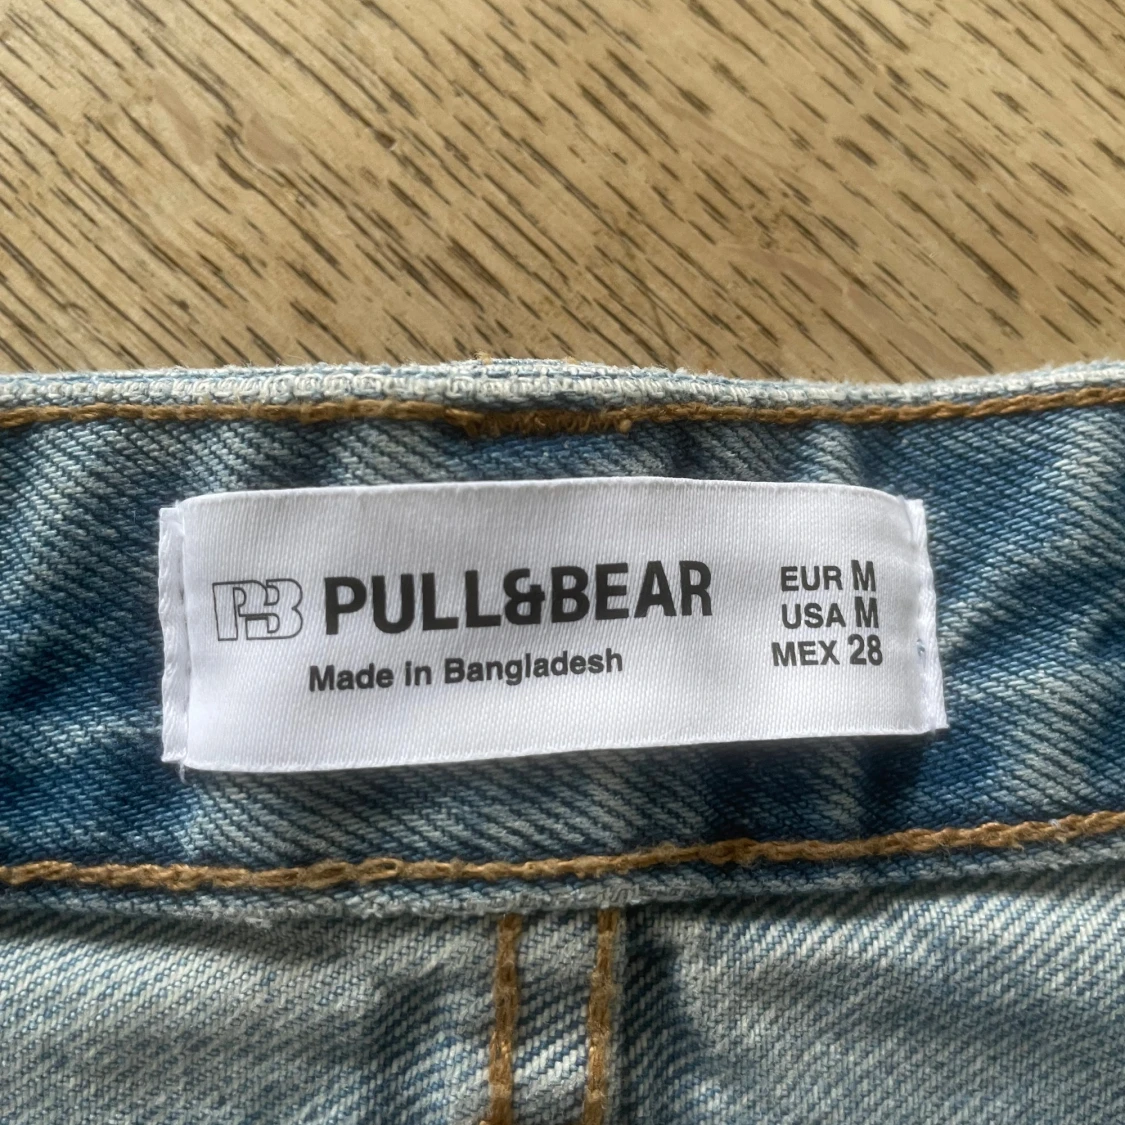 PB PULL&BEAR
Made in Bangladesh
EUR M
USA M
MEX 28